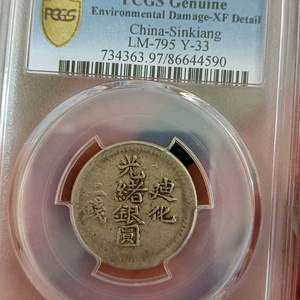 PCGS
PCGS Genuine
Environmental Damage-XF Detail
China-Sinkiang
LM-795 Y-33
734363.97/86644590
迪化
光緒銀圓
二錢